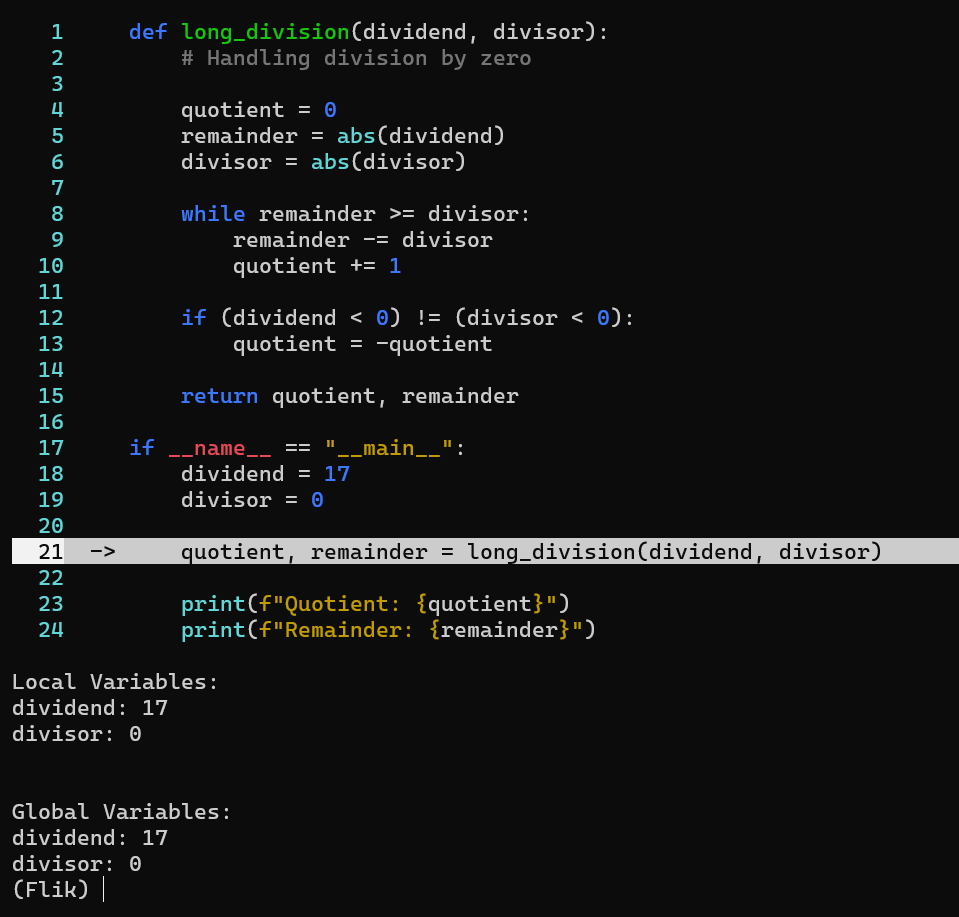 1     def long_division(dividend, divisor):
2         # Handling division by zero
3
4         quotient = 0
5         remainder = abs(dividend)
6         divisor = abs(divisor)
7
8         while remainder >= divisor:
9             remainder -= divisor
10             quotient += 1
11
12         if (dividend < 0) != (divisor < 0):
13             quotient = -quotient
14
15         return quotient, remainder
16
17     if __name__ == "__main__":
18         dividend = 17
19         divisor = 0
20
21  ->     quotient, remainder = long_division(dividend, divisor)
22
23         print(f"Quotient: {quotient}")
24         print(f"Remainder: {remainder}")
Local Variables:
dividend: 17
divisor: 0
Global Variables:
dividend: 17
divisor: 0
(Flik)